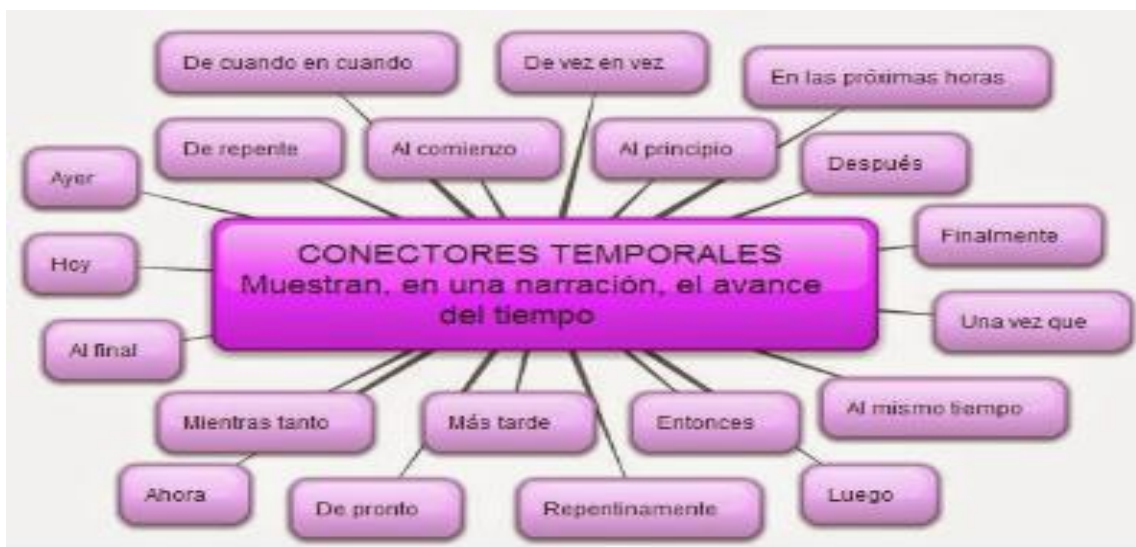 De cuando en cuando
De vez en vez
En las próximas horas
De repente
Al comienzo
Al principio
Después
Ayer
Finalmente
Hoy
CONECTORES TEMPORALES
Muestran, en una narración, el avance
del tiempo
Una vez que
Al final
Al mismo tiempo
Mientras tanto
Más tarde
Entonces
Ahora
De pronto
Repentinamente
Luego